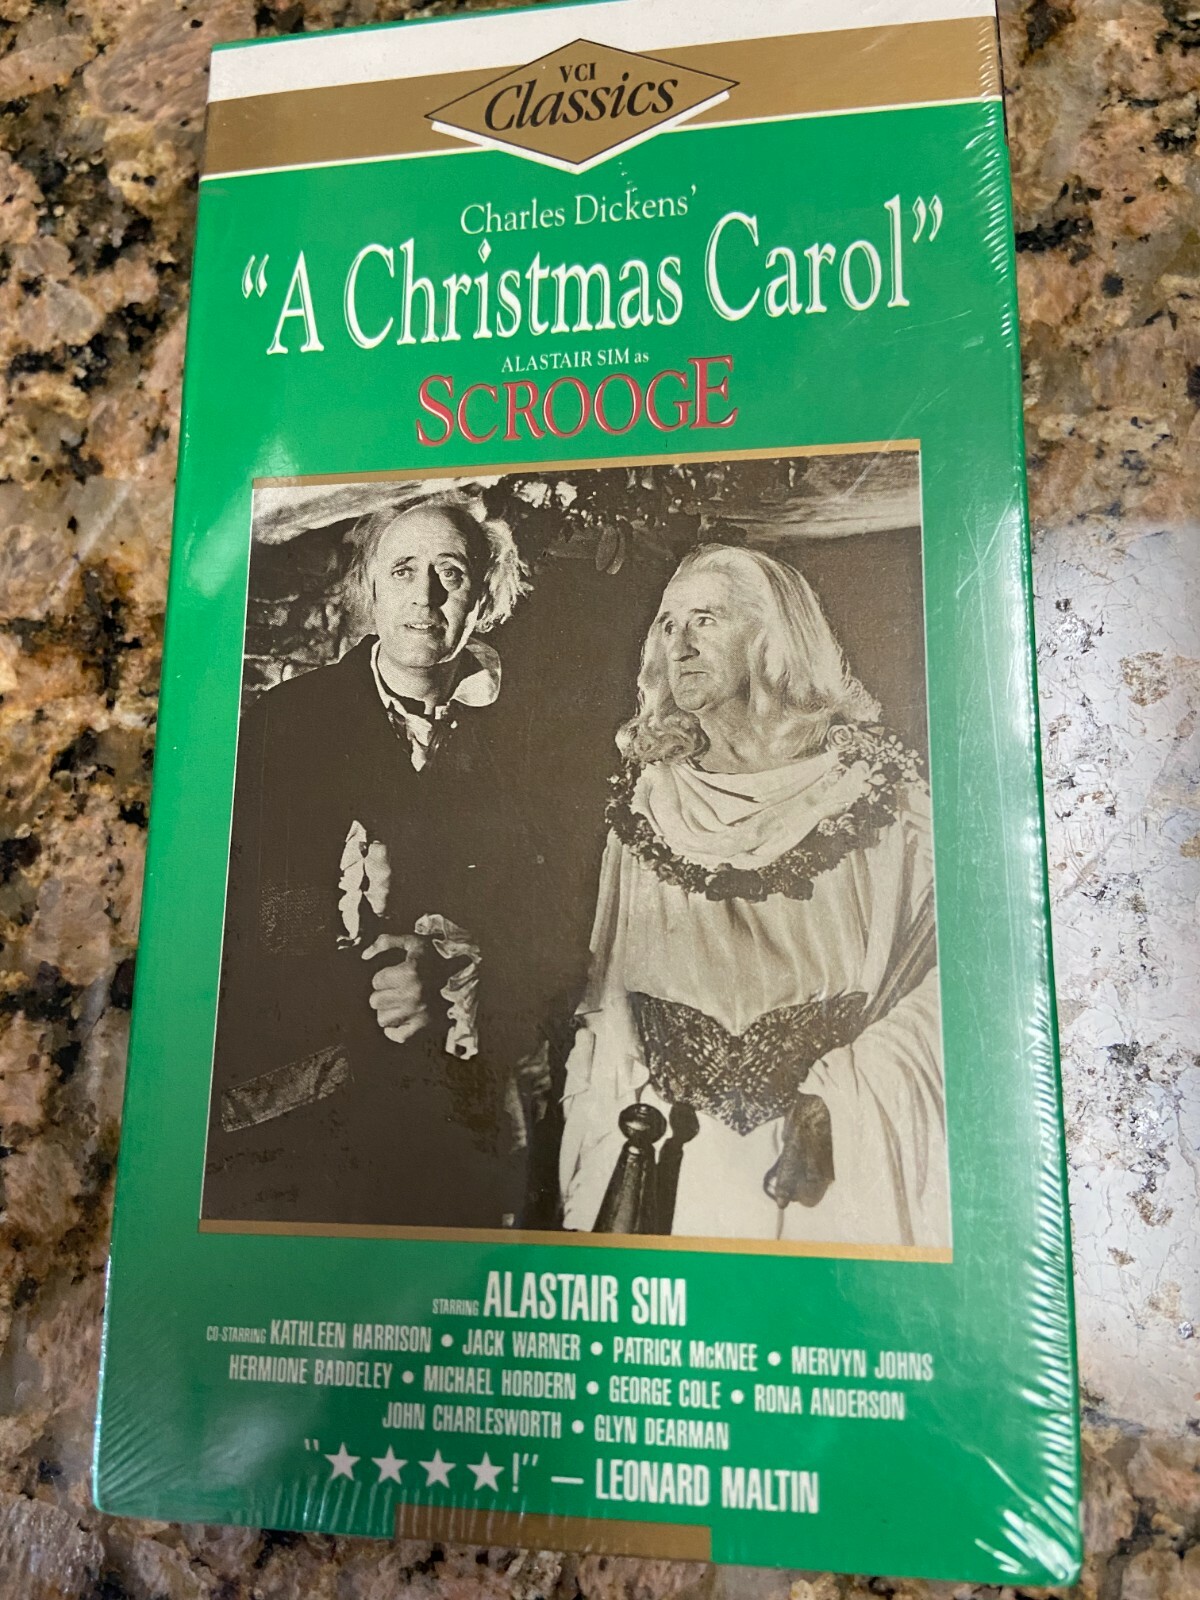 VCI
Classics
Charles Dickens'
“A Christmas Carol”
ALASTAIR SIM as
SCROOGE
STARRING ALASTAIR SIM
CO-STARRING KATHLEEN HARRISON • JACK WARNER • PATRICK McKNEE • MERVYN JOHNS
HERMIONE BADDELEY • MICHAEL HORDERN • GEORGE COLE • RONA ANDERSON
JOHN CHARLESWORTH • GLYN DEARMAN
"★★★★!" — LEONARD MALTIN